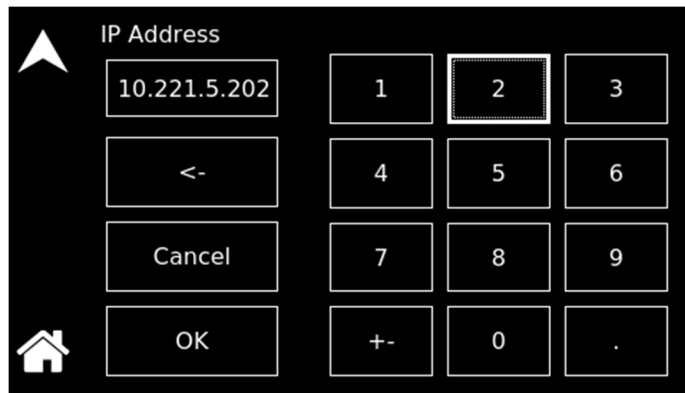 IP Address
10.221.5.202 1 2 3
<- 4 5 6
Cancel 7 8 9
OK +- 0 .